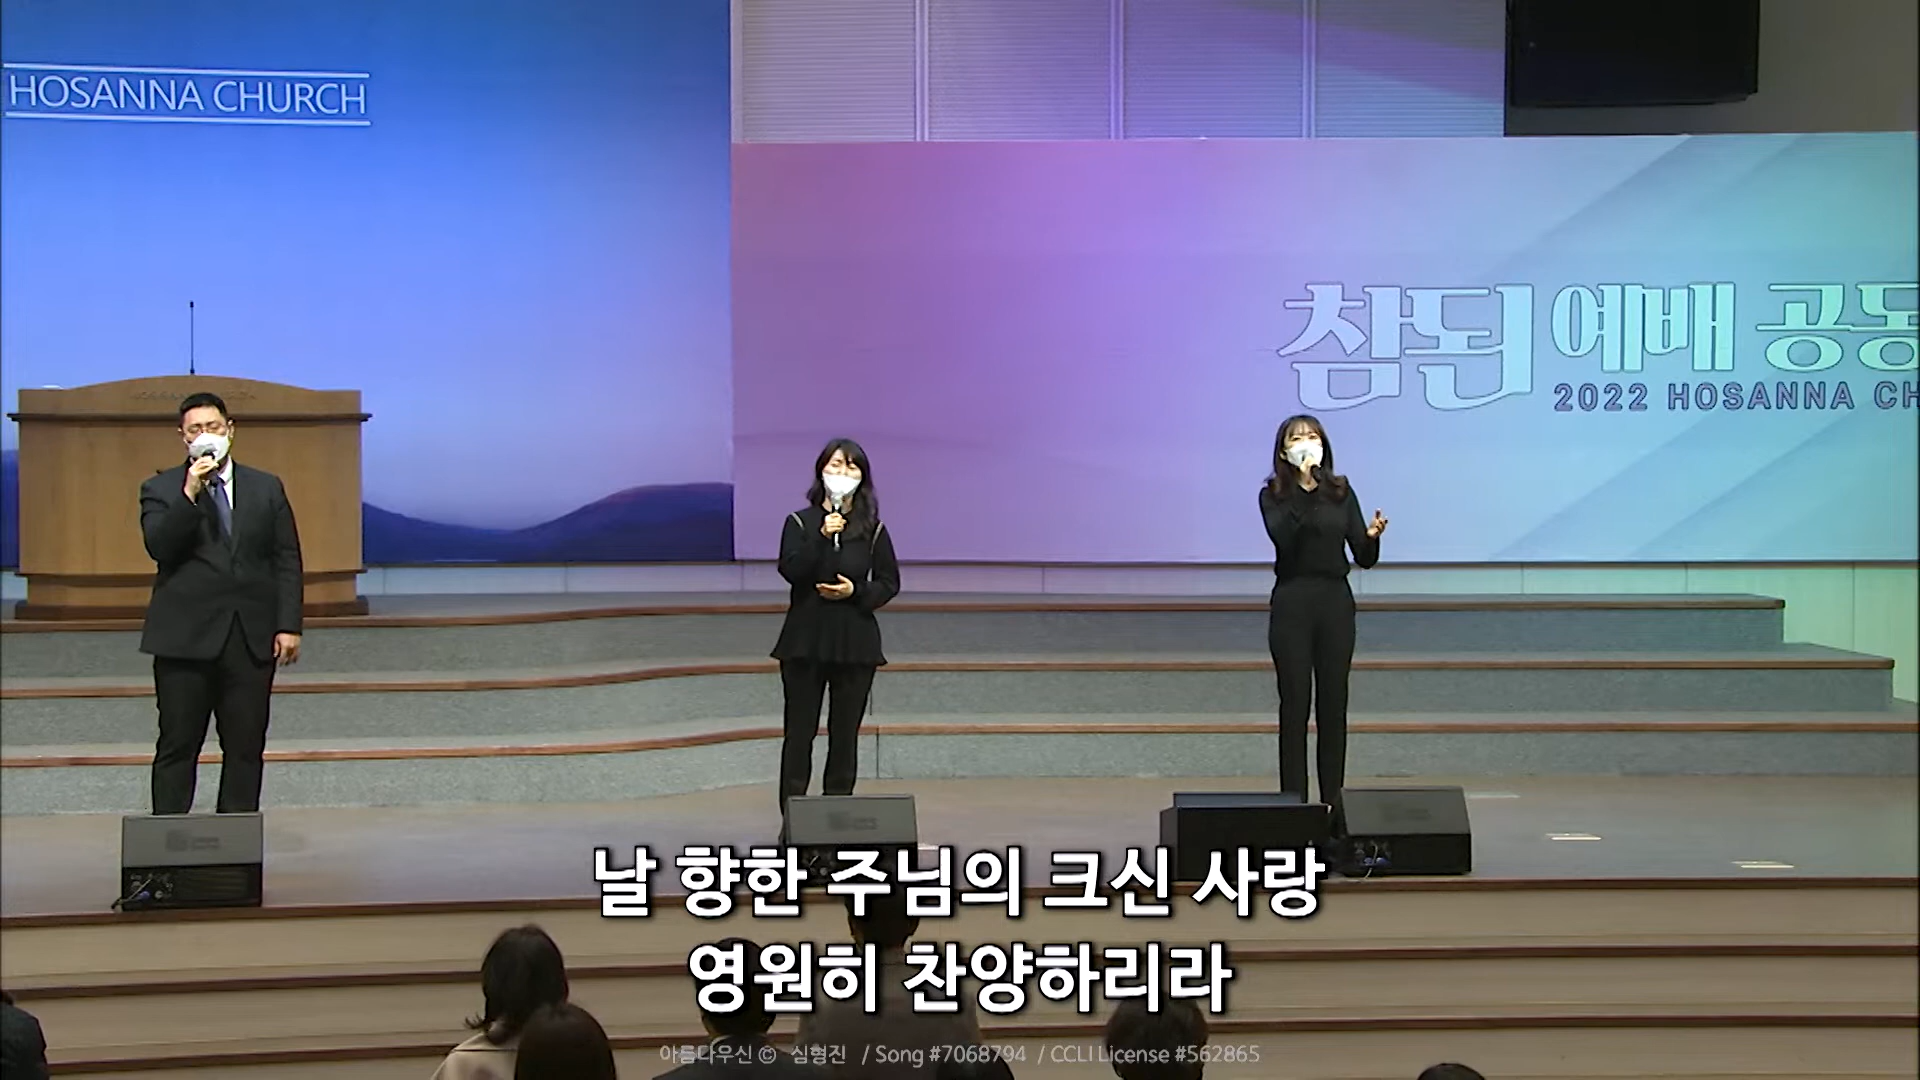 HOSANNA CHURCH
참된 예배 공동
2022 HOSANNA CH
날 향한 주님의 크신 사랑
영원히 찬양하리라
아름다우신 © 심형진 / Song #7068794 / CCLI License #562865